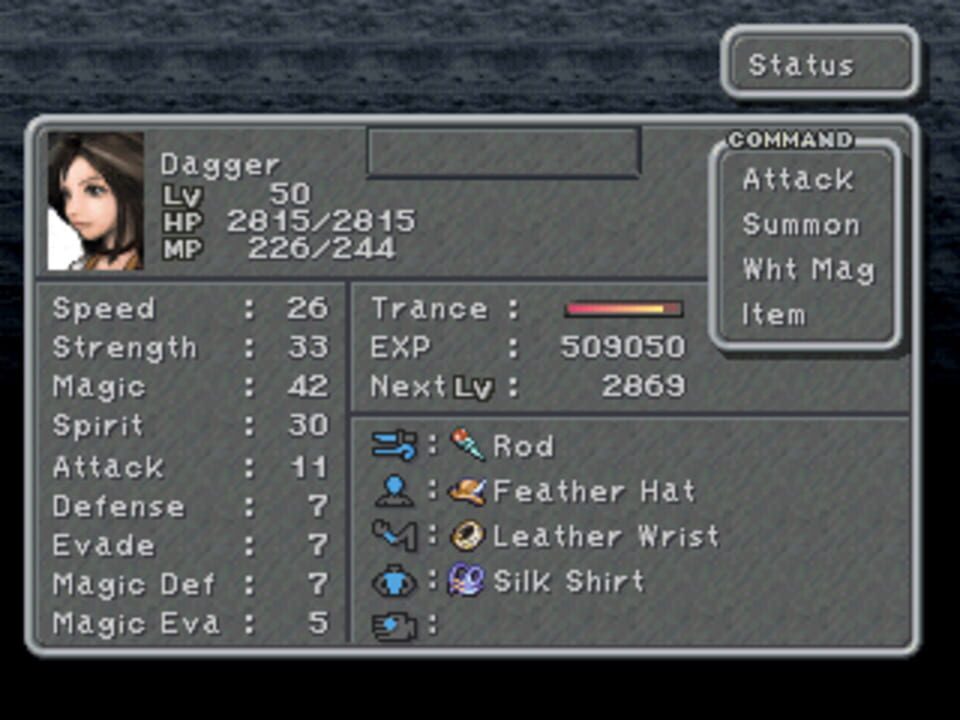 Status
Dagger
Lv 50
HP 2815/2815
MP 226/244
COMMAND
Attack
Summon
Wht Mag
Item
Speed : 26
Strength : 33
Magic : 42
Spirit : 30
Attack : 11
Defense : 7
Evade : 7
Magic Def : 7
Magic Eva : 5
Trance :
EXP : 509050
Next Lv : 2869
: Rod
: Feather Hat
: Leather Wrist
: Silk Shirt
: